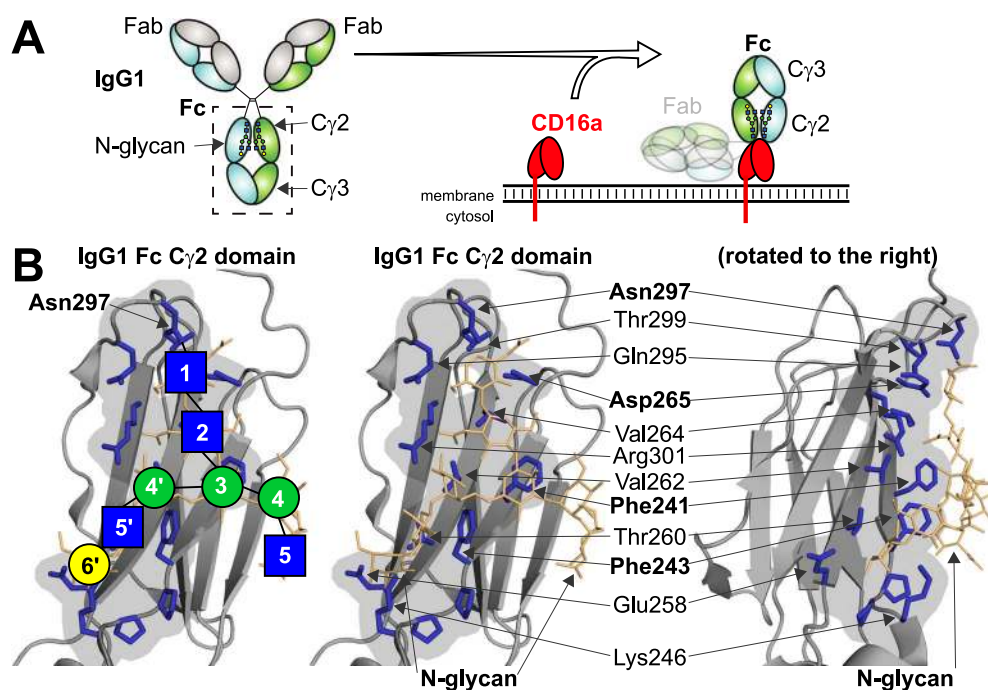 A
Fab
Fab
IgG1
Fc
N-glycan
Cγ2
Cγ3
CD16a
Fab
Fc
Cγ3
Cγ2
membrane
cytosol
B
IgG1 Fc Cγ2 domain
Asn297
1
2
3
4'
4
5'
5
6'
IgG1 Fc Cγ2 domain
(rotated to the right)
Asn297
Thr299
Gln295
Asp265
Val264
Arg301
Val262
Phe241
Thr260
Phe243
Glu258
Lys246
N-glycan
N-glycan